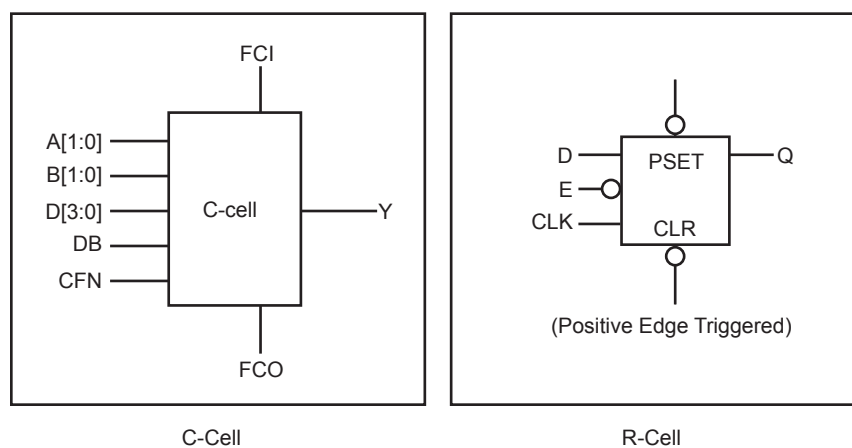 FCI
A[1:0]
B[1:0]
D[3:0]
DB
CFN
C-cell
Y
FCO
C-Cell
D
E
CLK
PSET
CLR
Q
(Positive Edge Triggered)
R-Cell